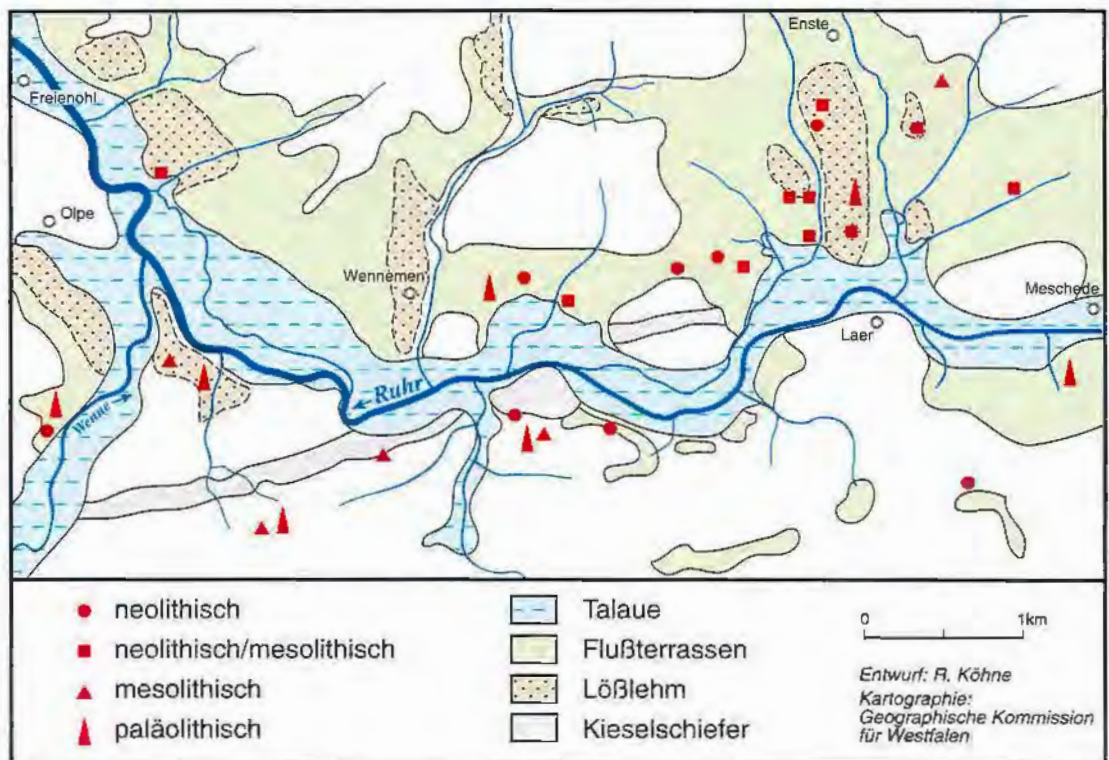 Enste
Freienohl
Olpe
Wennemen
Meschede
Laer
Ruhr
Wenne
neolithisch
neolithisch/mesolithisch
mesolithisch
paläolithisch
Talaue
Flußterrassen
Lößlehm
Kieselschiefer
0 1km
Entwurf: R. Köhne
Kartographie:
Geographische Kommission
für Westfalen